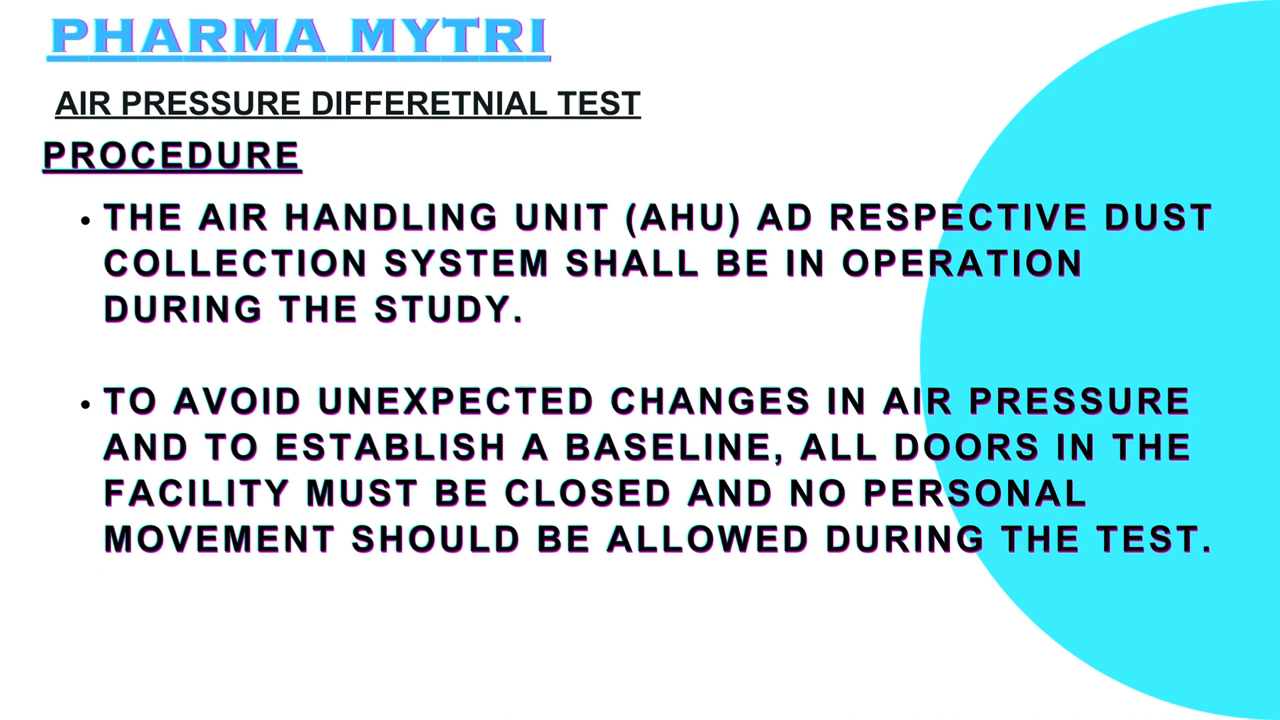 PHARMA MYTRI
AIR PRESSURE DIFFERETNIAL TEST
PROCEDURE
• THE AIR HANDLING UNIT (AHU) AD RESPECTIVE DUST
COLLECTION SYSTEM SHALL BE IN OPERATION
DURING THE STUDY.
• TO AVOID UNEXPECTED CHANGES IN AIR PRESSURE
AND TO ESTABLISH A BASELINE, ALL DOORS IN THE
FACILITY MUST BE CLOSED AND NO PERSONAL
MOVEMENT SHOULD BE ALLOWED DURING THE TEST.